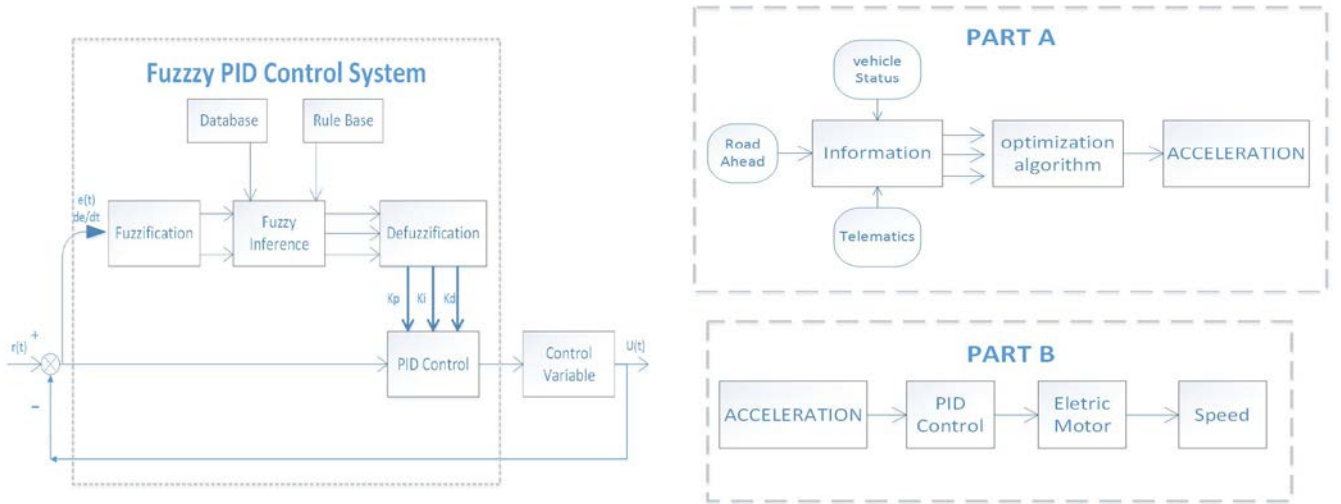 Fuzzzy PID Control System
Database
Rule Base
e(t)
de/dt
Fuzzification
Fuzzy
Inference
Defuzzification
Kp
Ki
Kd
r(t)
+
−
PID Control
Control
Variable
U(t)
PART A
vehicle
Status
Road
Ahead
Information
optimization
algorithm
ACCELERATION
Telematics
PART B
ACCELERATION
PID
Control
Eletric
Motor
Speed